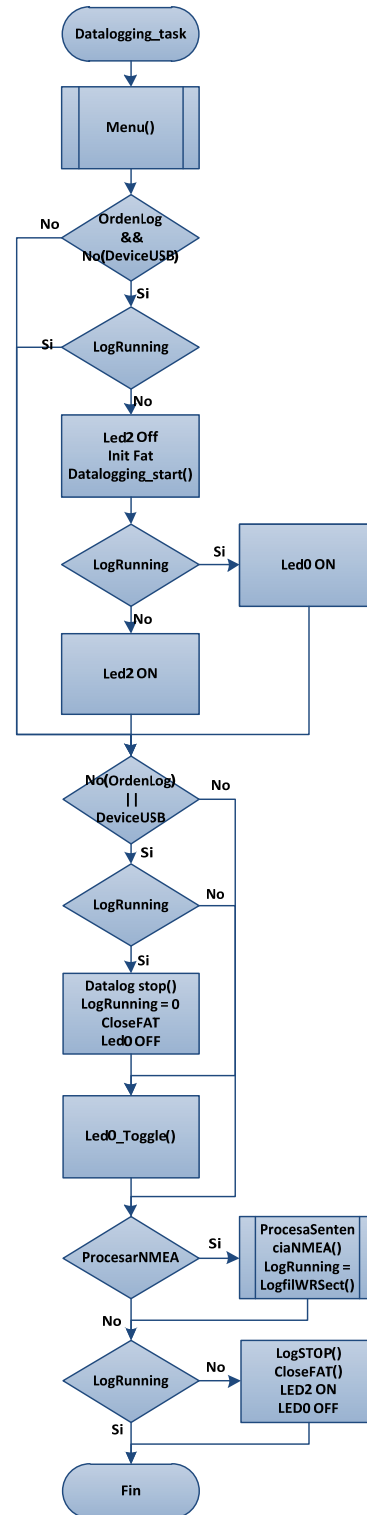 Datalogging_task
Menu()
No
OrdenLog
&&
No(DeviceUSB)
Si
Si
LogRunning
No
Led2 Off
Init Fat
Datalogging_start()
LogRunning
Si
Led0 ON
No
Led2 ON
No(OrdenLog)
||
DeviceUSB
No
Si
LogRunning
No
Si
Datalog stop()
LogRunning = 0
CloseFAT
Led0 OFF
Led0_Toggle()
ProcesarNMEA
Si
ProcesaSenten
ciaNMEA()
LogRunning =
LogfilWRSect()
No
LogRunning
No
LogSTOP()
CloseFAT()
LED2 ON
LED0 OFF
Si
Fin